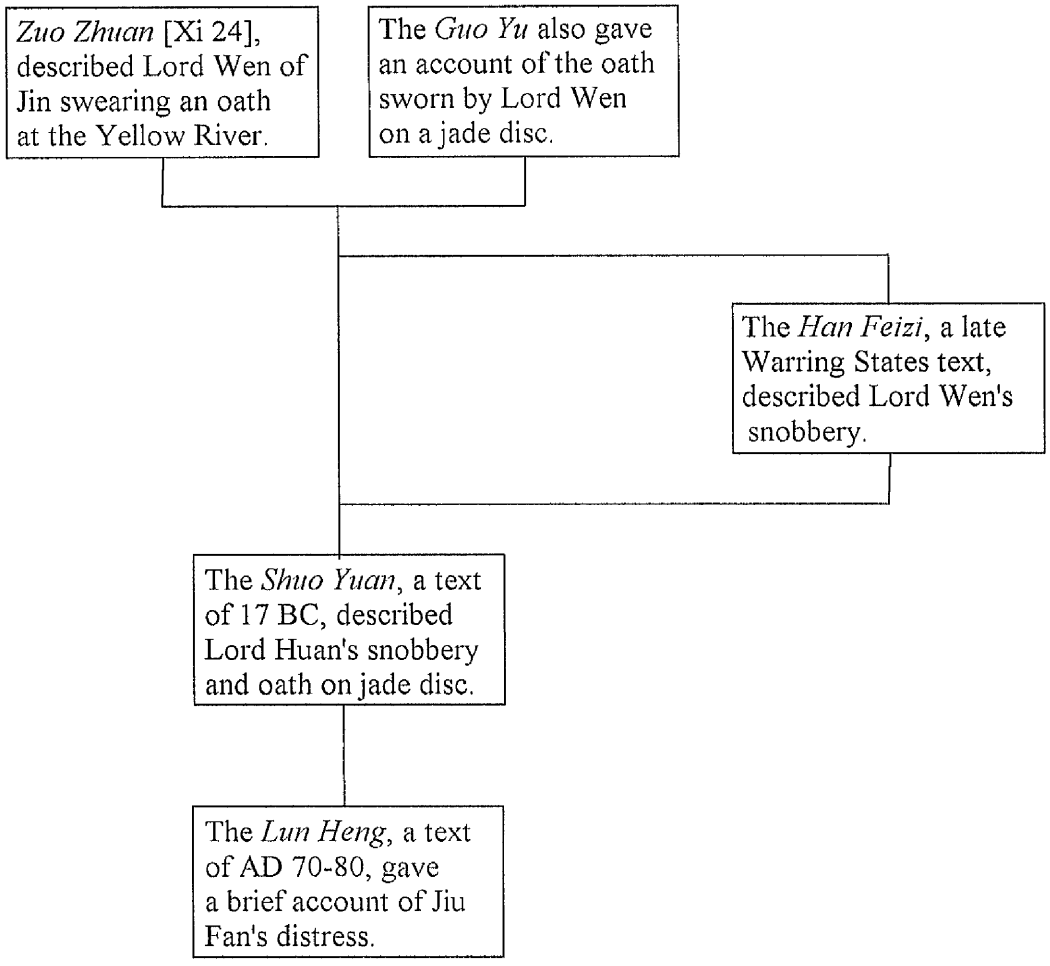 Zuo Zhuan [Xi 24],
described Lord Wen of
Jin swearing an oath
at the Yellow River.
The Guo Yu also gave
an account of the oath
sworn by Lord Wen
on a jade disc.
The Han Feizi, a late
Warring States text,
described Lord Wen's
snobbery.
The Shuo Yuan, a text
of 17 BC, described
Lord Huan's snobbery
and oath on jade disc.
The Lun Heng, a text
of AD 70-80, gave
a brief account of Jiu
Fan's distress.